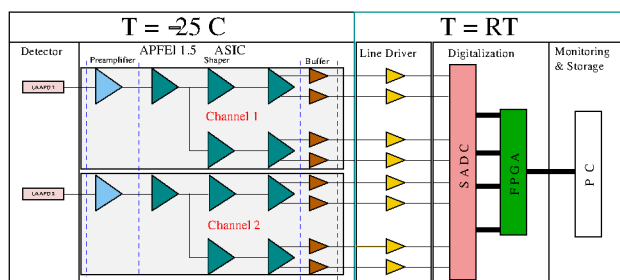 T = -25 C
T = RT
Detector
APFEl 1.5 ASIC
Line Driver
Digitalization
Monitoring
& Storage
Preamplifier
Shaper
Buffer
LAAPD 1
Channel 1
LAAPD 2
Channel 2
SADC
FPGA
PC